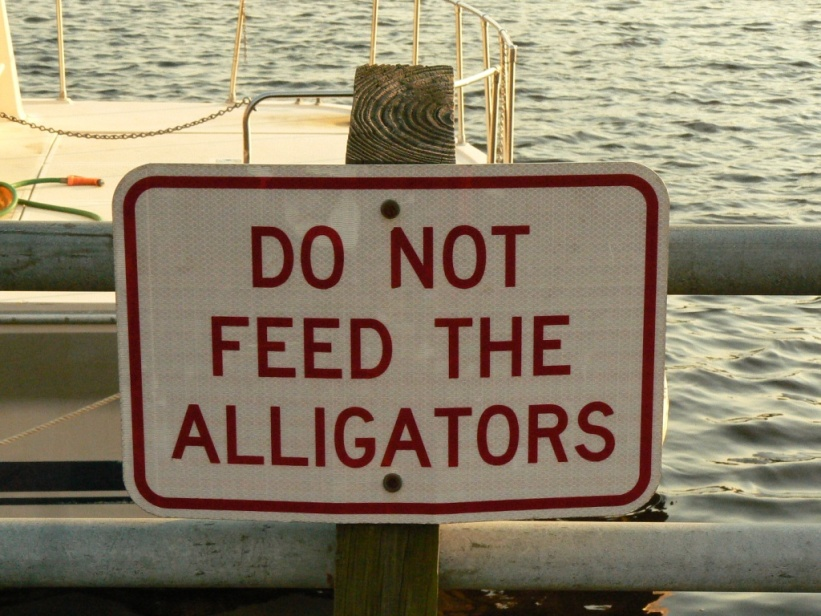 DO NOT
FEED THE
ALLIGATORS